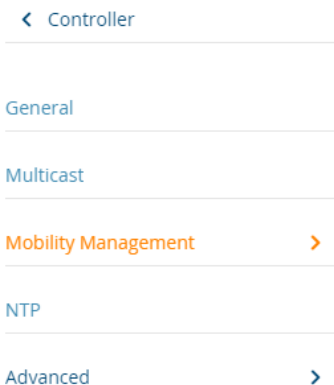 Controller
General
Multicast
Mobility Management
NTP
Advanced